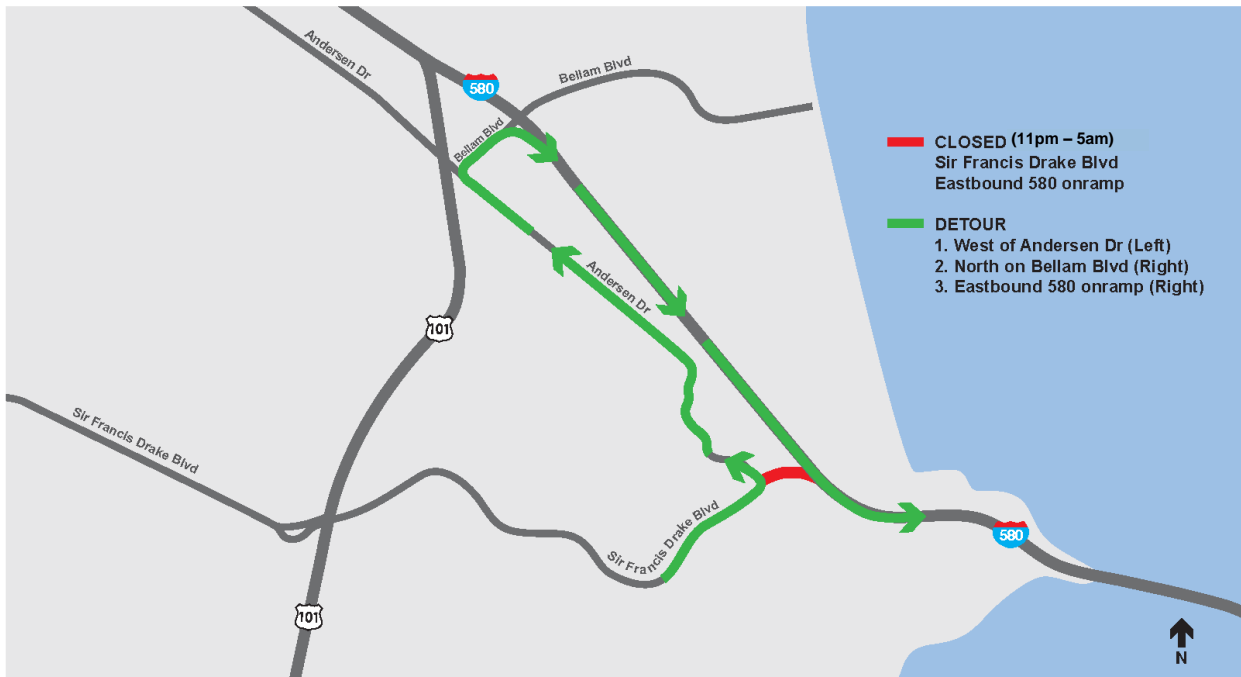 Andersen Dr
580
Bellam Blvd
Bellam Blvd
CLOSED (11pm – 5am)
Sir Francis Drake Blvd
Eastbound 580 onramp
DETOUR
1. West of Andersen Dr (Left)
2. North on Bellam Blvd (Right)
3. Eastbound 580 onramp (Right)
Andersen Dr
101
Sir Francis Drake Blvd
Sir Francis Drake Blvd
580
101
N